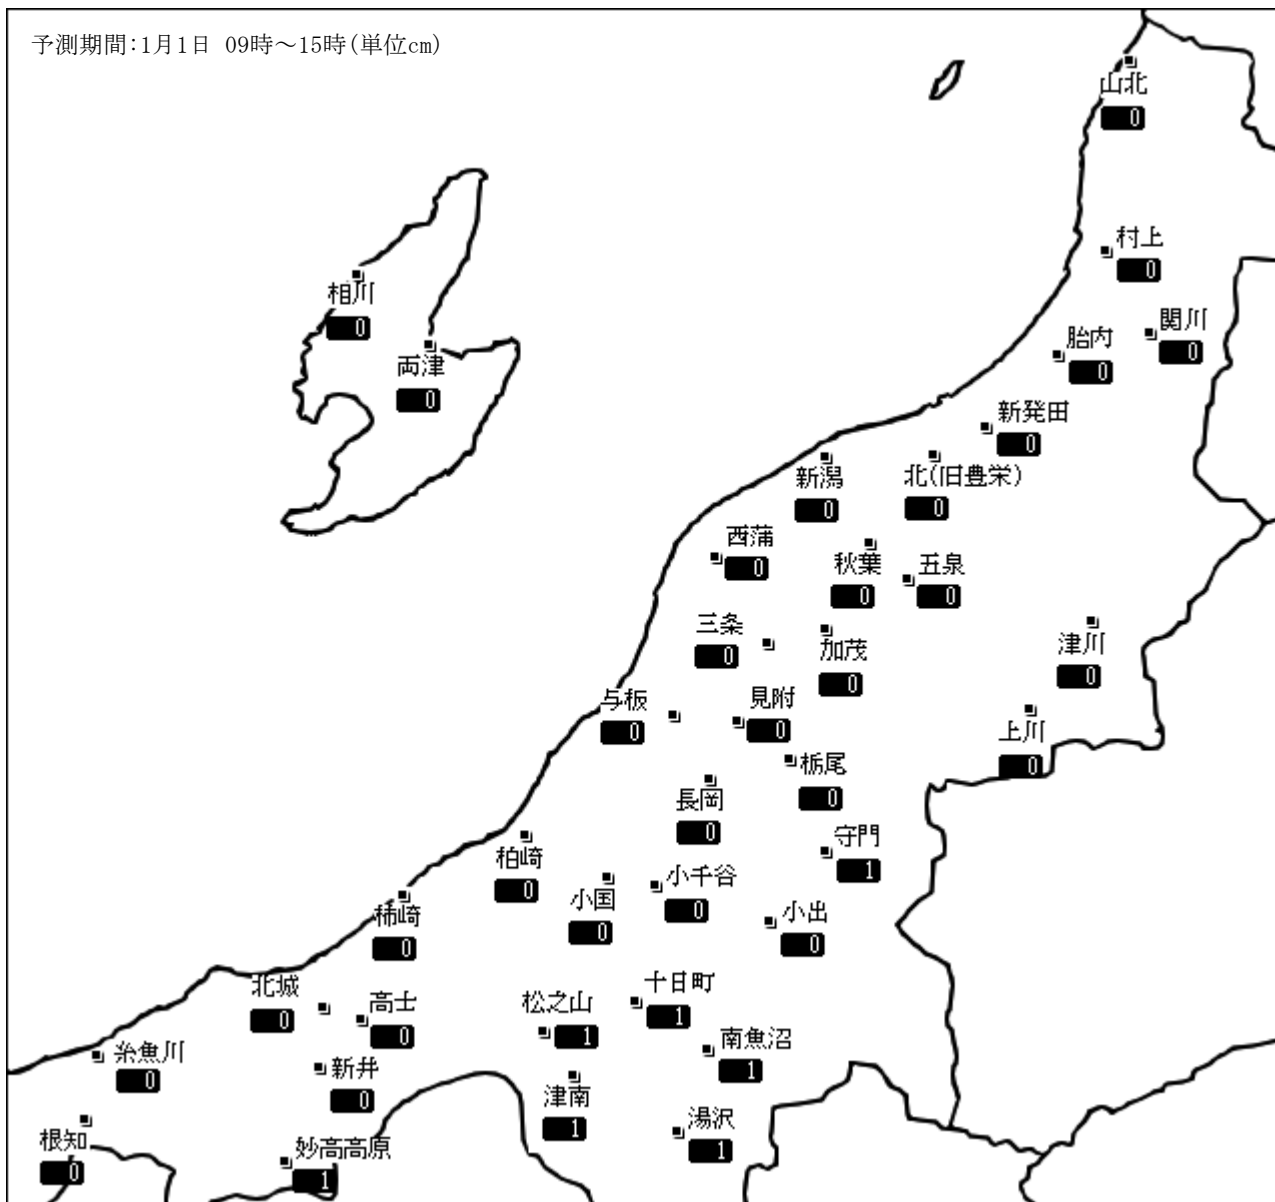 予測期間:1月1日 09時～15時(単位cm)
山北
0
村上
0
相川
0
関川
0
胎内
0
両津
0
新発田
0
新潟
0
北(旧豊栄)
0
西蒲
0
秋葉
0
五泉
0
三条
0
加茂
0
津川
0
与板
0
見附
0
上川
0
栃尾
0
長岡
0
守門
1
柏崎
0
小国
0
小千谷
0
小出
0
柿崎
0
北城
0
高士
0
松之山
1
十日町
1
南魚沼
1
糸魚川
0
新井
0
津南
1
湯沢
1
根知
0
妙高高原
1